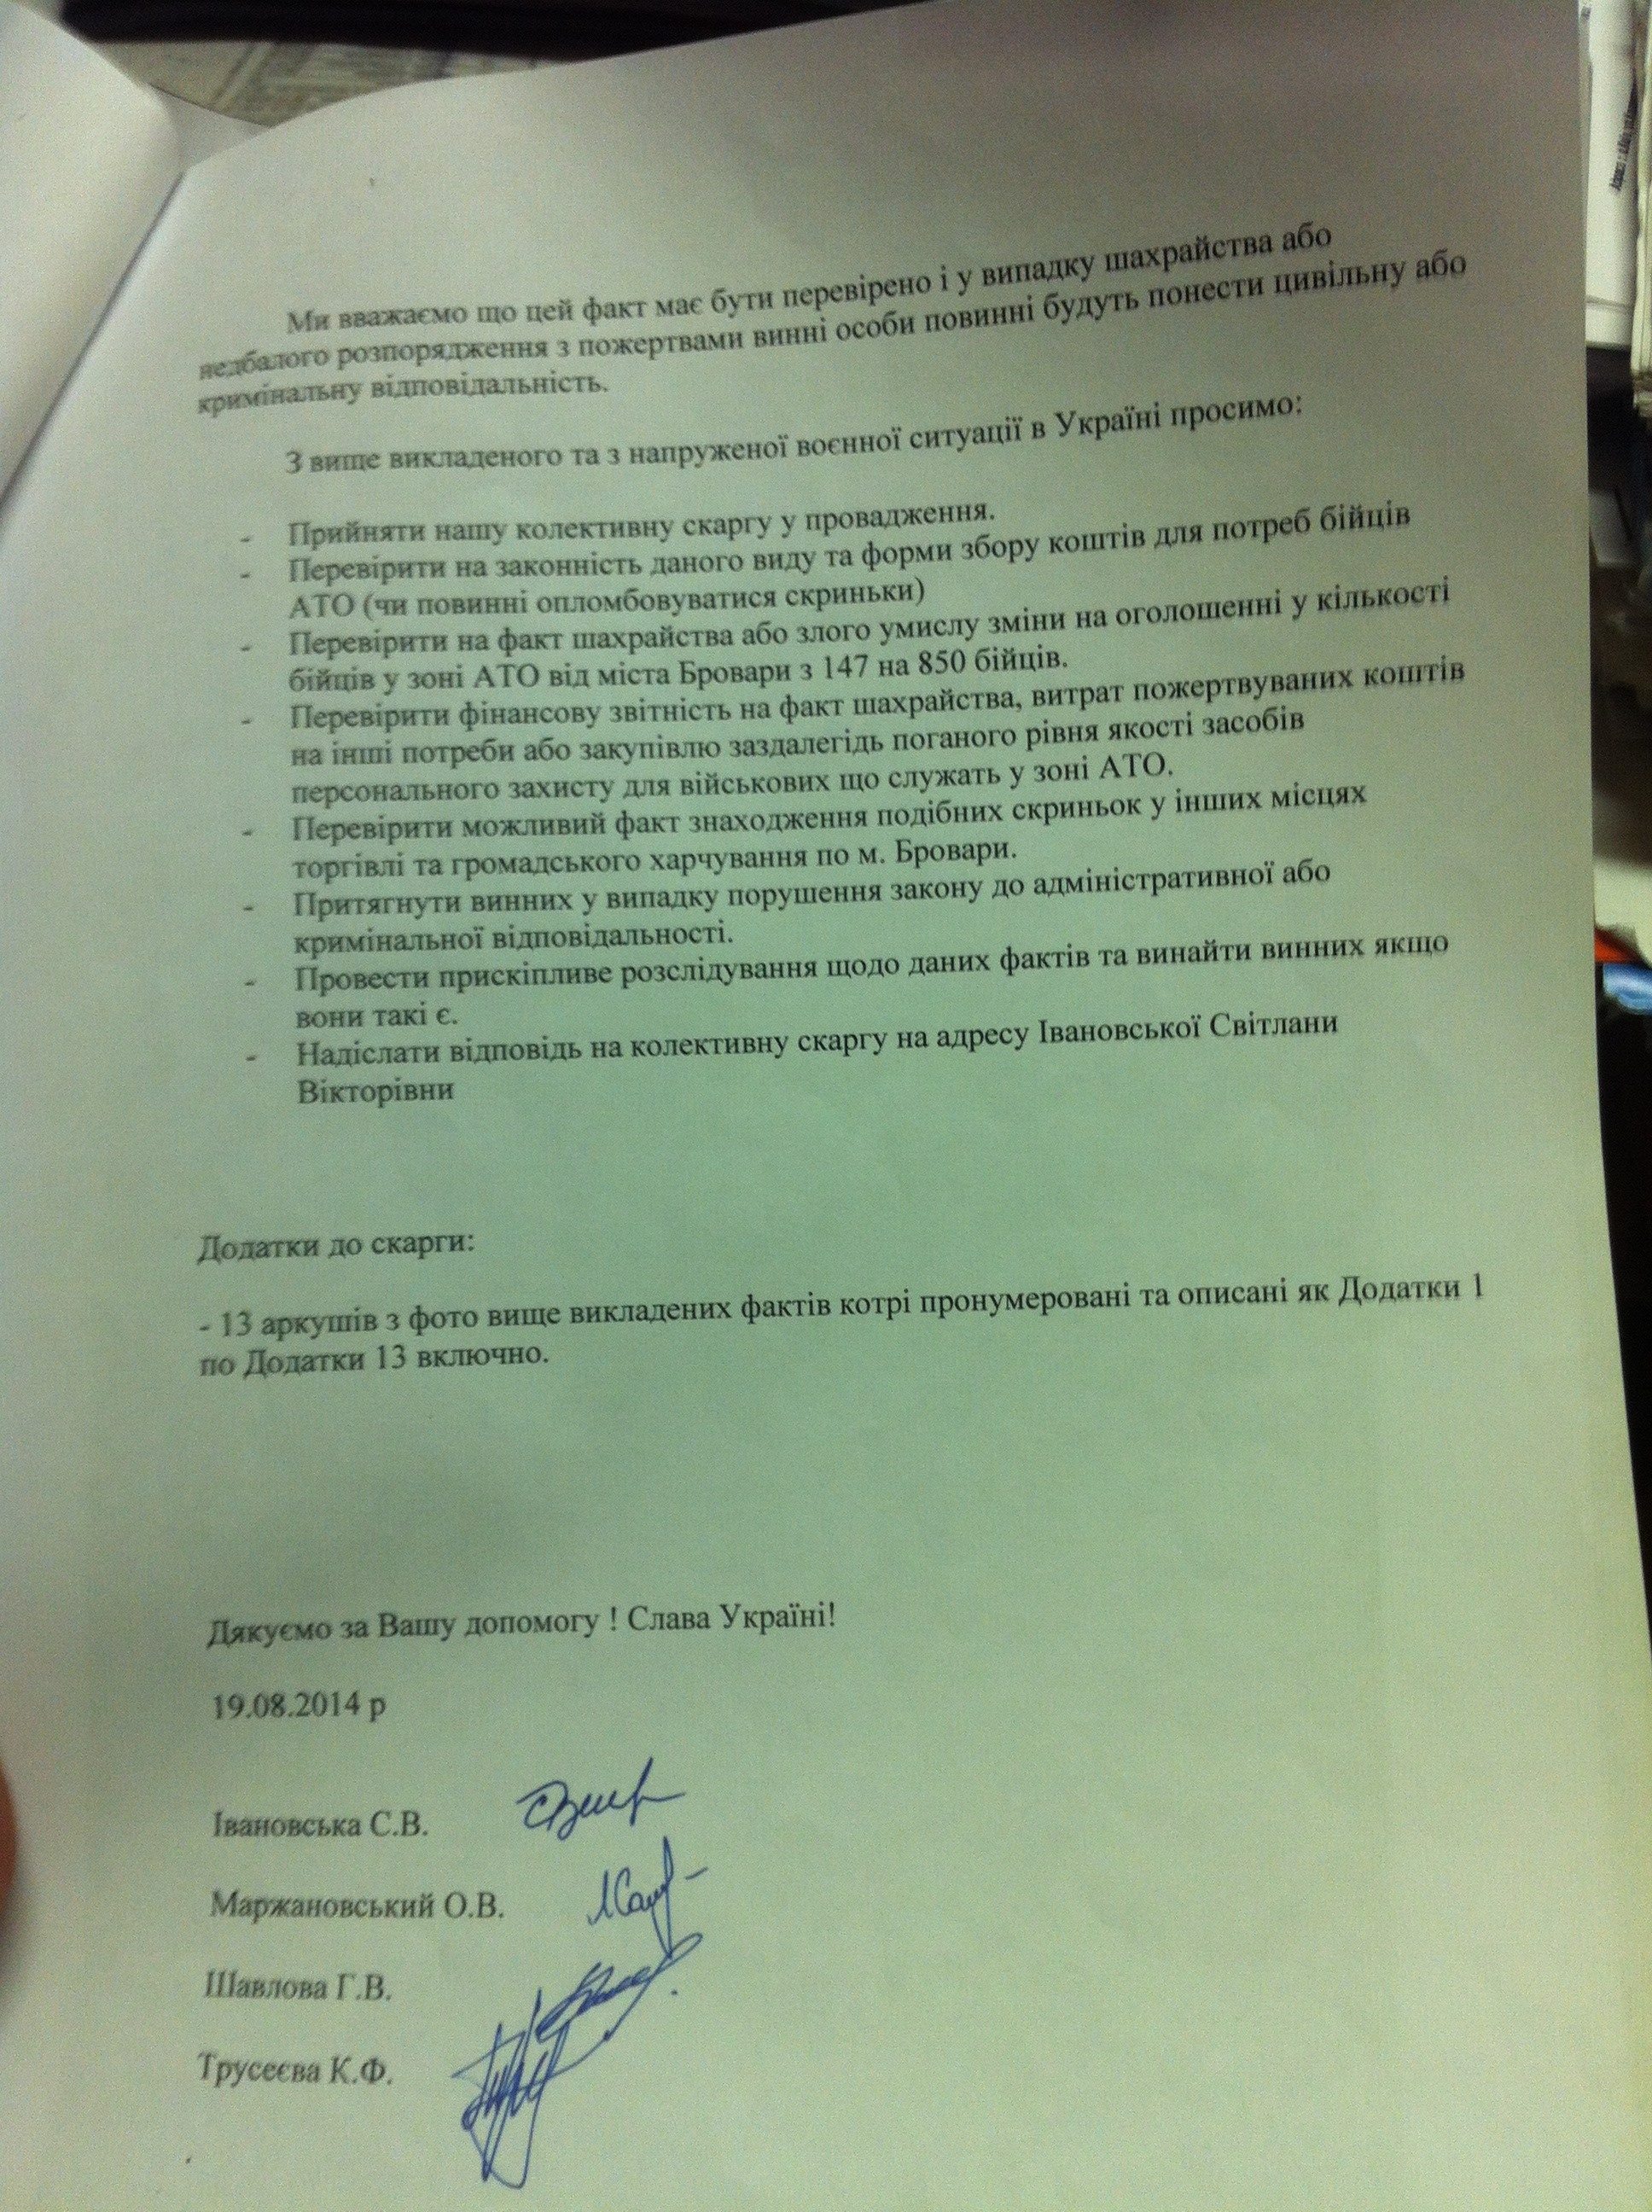 Ми вважаємо що цей факт має бути перевірено і у випадку шахрайства або
недбалого розпорядження з пожертвами винні особи повинні будуть понести цивільну або
кримінальну відповідальність.
З вище викладеного та з напруженої воєнної ситуації в Україні просимо:
- Прийняти нашу колективну скаргу у провадження.
- Перевірити на законність даного виду та форми збору коштів для потреб бійців
АТО (чи повинні опломбовуватися скриньки)
- Перевірити на факт шахрайства або злого умислу зміни на оголошенні у кількості
бійців у зоні АТО від міста Бровари з 147 на 850 бійців.
- Перевірити фінансову звітність на факт шахрайства, витрат пожертвуваних коштів
на інші потреби або закупівлю заздалегідь поганого рівня якості засобів
персонального захисту для військових що служать у зоні АТО.
- Перевірити можливий факт знаходження подібних скриньок у інших місцях
торгівлі та громадського харчування по м. Бровари.
- Притягнути винних у випадку порушення закону до адміністративної або
кримінальної відповідальності.
- Провести прискіпливе розслідування щодо даних фактів та винайти винних якщо
вони такі є.
- Надіслати відповідь на колективну скаргу на адресу Івановської Світлани
Вікторівни
Додатки до скарги:
- 13 аркушів з фото вище викладених фактів котрі пронумеровані та описані як Додатки 1
по Додатки 13 включно.
Дякуємо за Вашу допомогу ! Слава Україні!
19.08.2014 р
Івановська С.В.
Маржановський О.В.
Шавлова Г.В.
Трусеєва К.Ф.